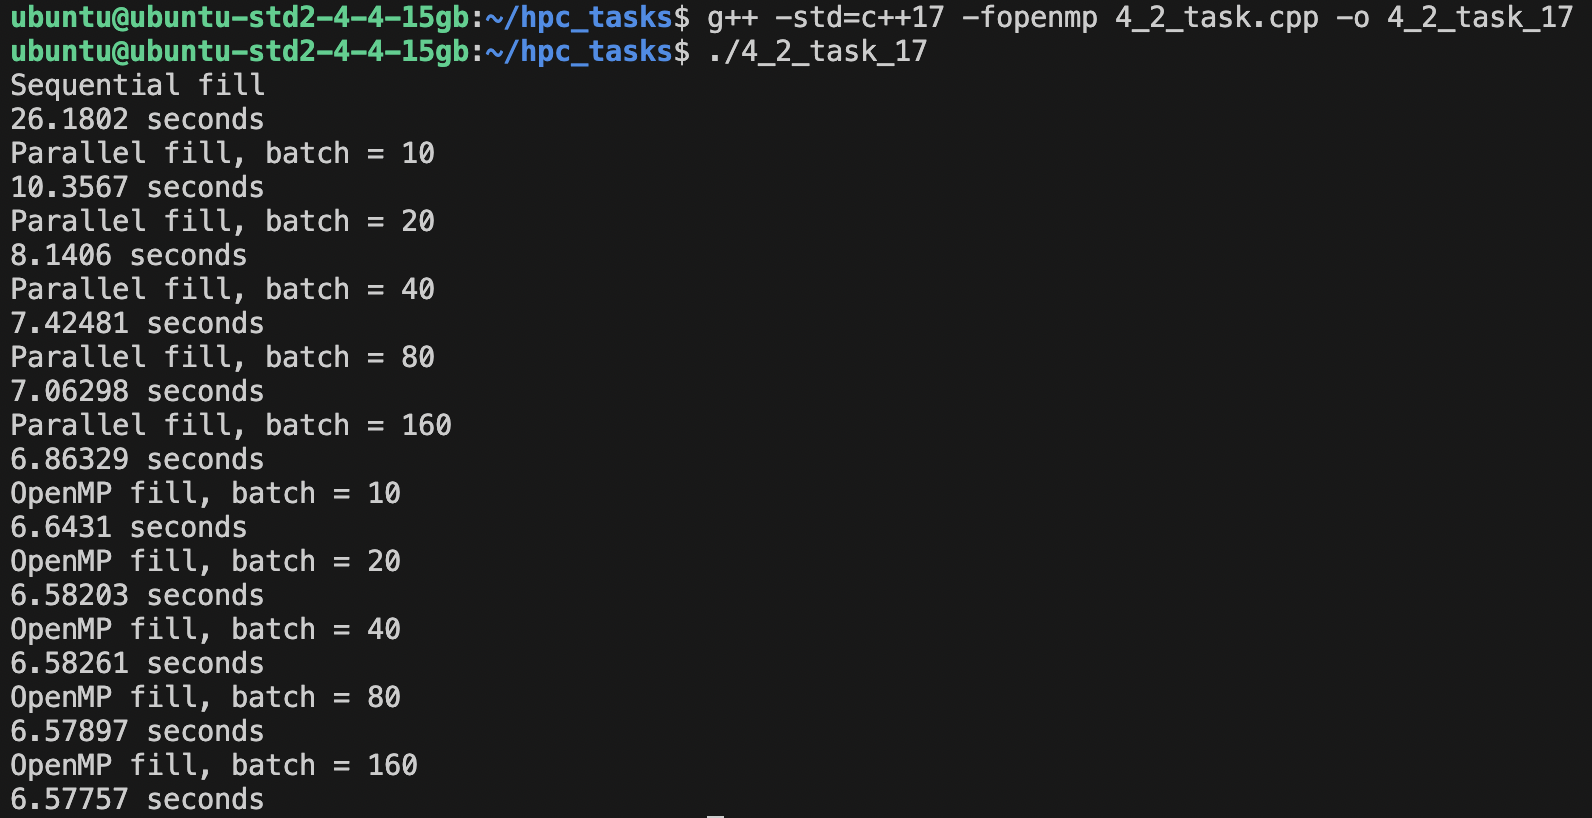 ubuntu@ubuntu-std2-4-4-15gb:~/hpc_tasks$ g++ -std=c++17 -fopenmp 4_2_task.cpp -o 4_2_task_17
ubuntu@ubuntu-std2-4-4-15gb:~/hpc_tasks$ ./4_2_task_17
Sequential fill
26.1802 seconds
Parallel fill, batch = 10
10.3567 seconds
Parallel fill, batch = 20
8.1406 seconds
Parallel fill, batch = 40
7.42481 seconds
Parallel fill, batch = 80
7.06298 seconds
Parallel fill, batch = 160
6.86329 seconds
OpenMP fill, batch = 10
6.6431 seconds
OpenMP fill, batch = 20
6.58203 seconds
OpenMP fill, batch = 40
6.58261 seconds
OpenMP fill, batch = 80
6.57897 seconds
OpenMP fill, batch = 160
6.57757 seconds